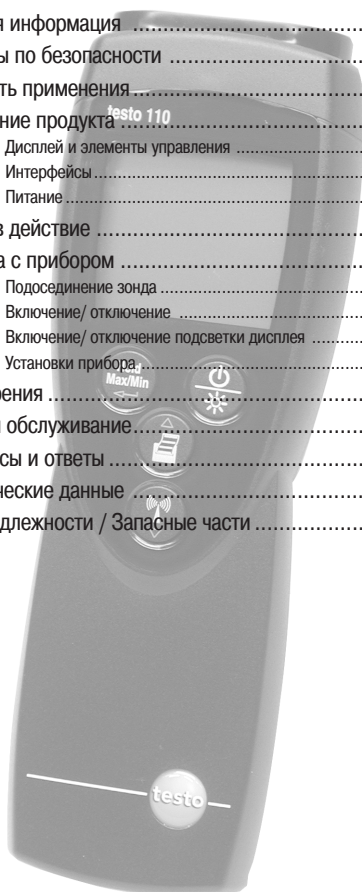 я информация ........................
ы по безопасности ........................
ть применения ........................
ние продукта ........................
testo 110
Дисплей и элементы управления ........................
Интерфейсы ........................
Питание ........................
в действие ........................
а с прибором ........................
Подосединение зонда ........................
Включение/ отключение ........................
Включение/ отключение подсветки дисплея ........................
Установки прибора ........................
Max/Min
рения ........................
и обслуживание ........................
сы и ответы ........................
ческие данные ........................
длежности / Запасные части ........................
testo